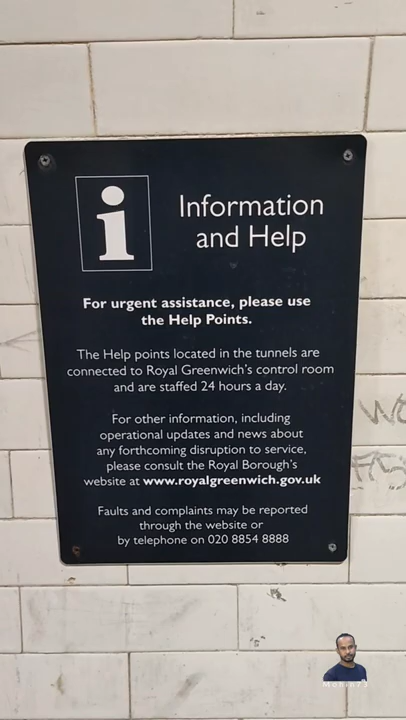 i
Information
and Help
For urgent assistance, please use
the Help Points.
The Help points located in the tunnels are
connected to Royal Greenwich's control room
and are staffed 24 hours a day.
For other information, including
operational updates and news about
any forthcoming disruption to service,
please consult the Royal Borough's
website at www.royalgreenwich.gov.uk
Faults and complaints may be reported
through the website or
by telephone on 020 8854 8888